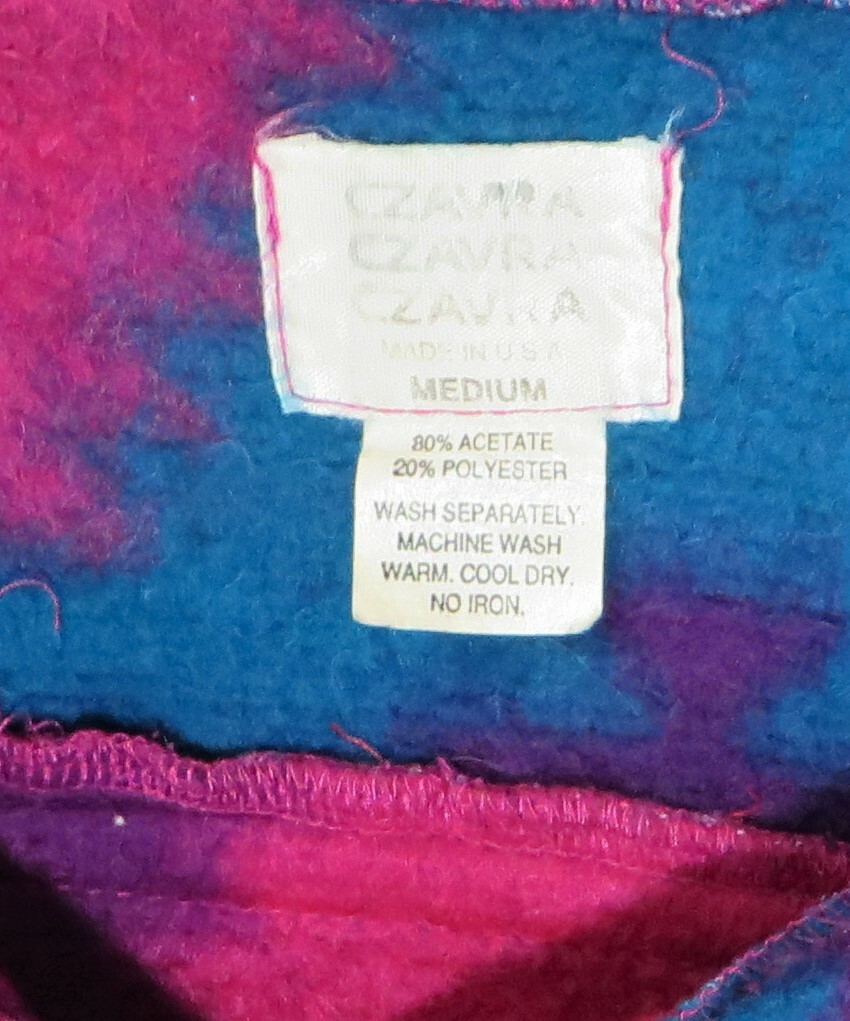 CZAVRA
CZAVRA
CZAVRA
MADE IN U S A
MEDIUM
80% ACETATE
20% POLYESTER
WASH SEPARATELY.
MACHINE WASH
WARM. COOL DRY.
NO IRON.